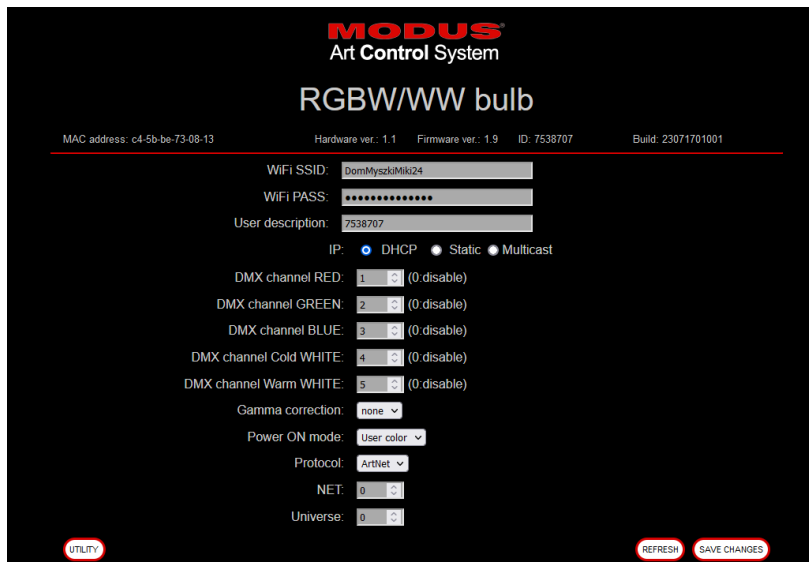 MODUS®
Art Control System
RGBW/WW bulb
MAC address: c4-5b-be-73-08-13 Hardware ver.: 1.1 Firmware ver.: 1.9 ID: 7538707 Build: 23071701001
WiFi SSID: DomMyszkiMiki24
WiFi PASS: ●●●●●●●●●●●●●●
User description: 7538707
IP: DHCP Static Multicast
DMX channel RED: 1 (0:disable)
DMX channel GREEN: 2 (0:disable)
DMX channel BLUE: 3 (0:disable)
DMX channel Cold WHITE: 4 (0:disable)
DMX channel Warm WHITE: 5 (0:disable)
Gamma correction: none
Power ON mode: User color
Protocol: ArtNet
NET: 0
Universe: 0
UTILITY REFRESH SAVE CHANGES